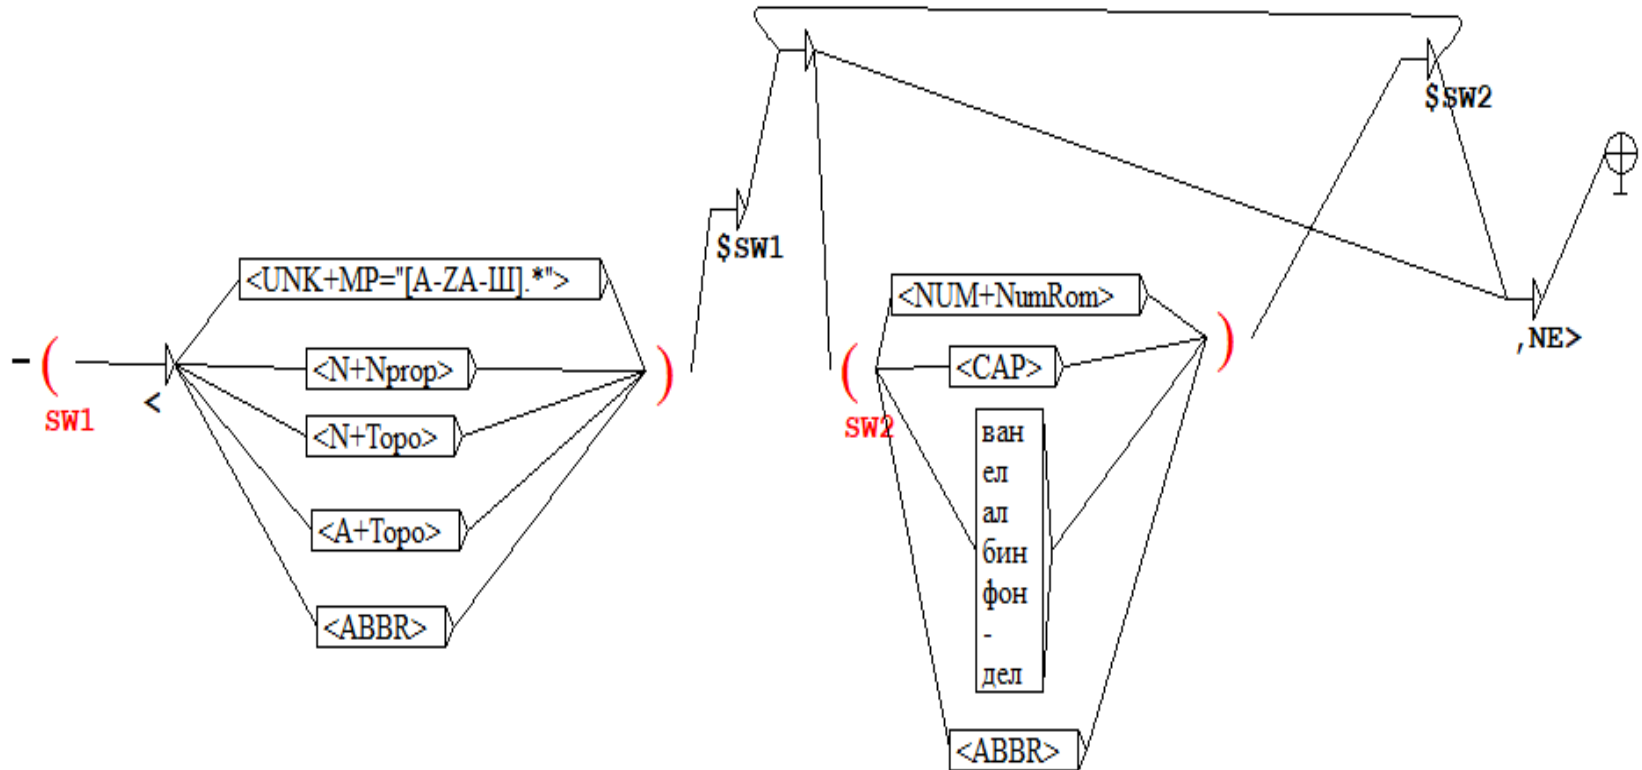 $SW2
$SW1
<UNK+MP="[A-ZА-Ш].*">
<NUM+NumRom>
,NE>
<N+Nprop>
<CAP>
-(
)
(
)
<
SW1
<N+Topo>
SW2
ван
ел
ал
бин
фон
-
дел
<A+Topo>
<ABBR>
<ABBR>